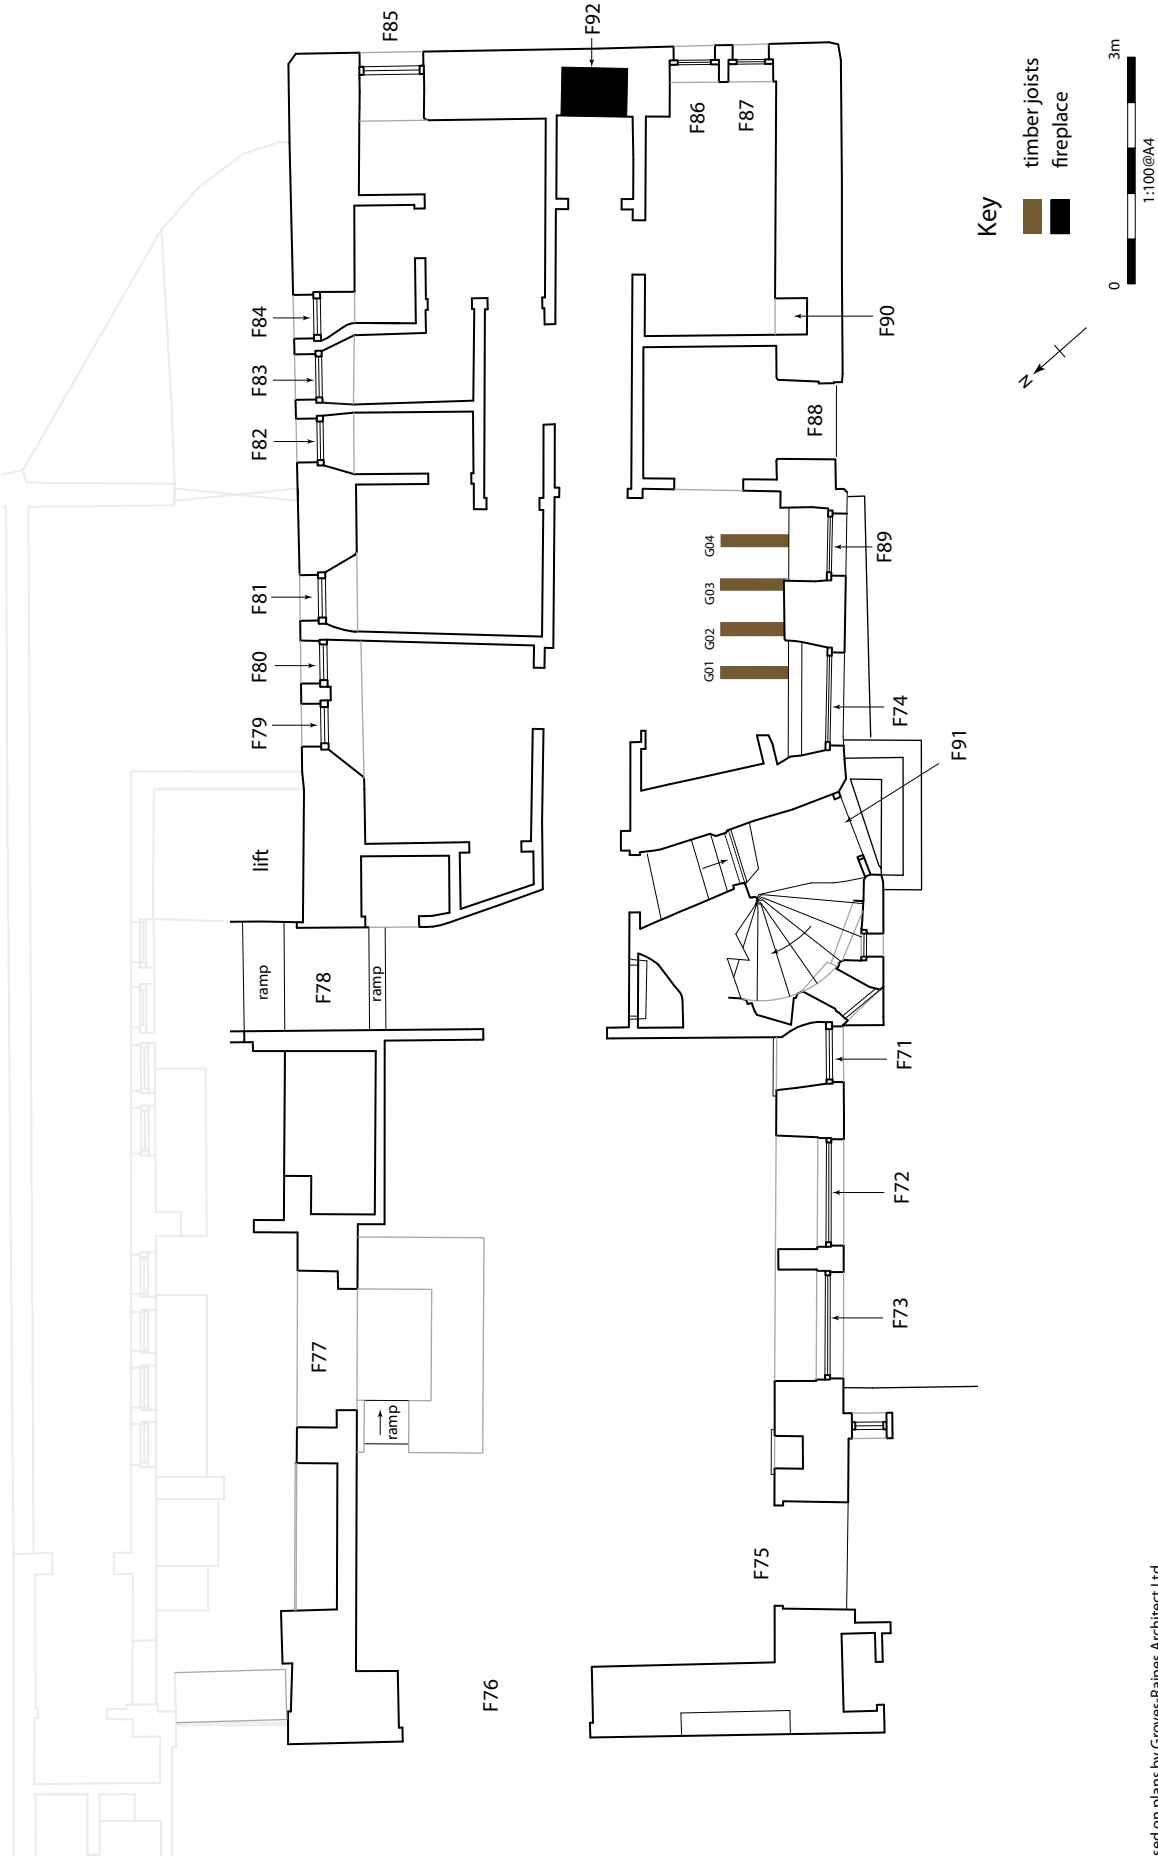 F85
F92
F86
F87
F84
F83
F82
F90
F88
F89
G04
G03
G02
G01
F81
F80
F79
F74
F91
lift
ramp
F78
ramp
F71
F72
F73
F77
ramp
F75
F76
Key
timber joists
fireplace
0
3m
1:100@A4
N
sed on plans by Groves-Raines Architect Ltd